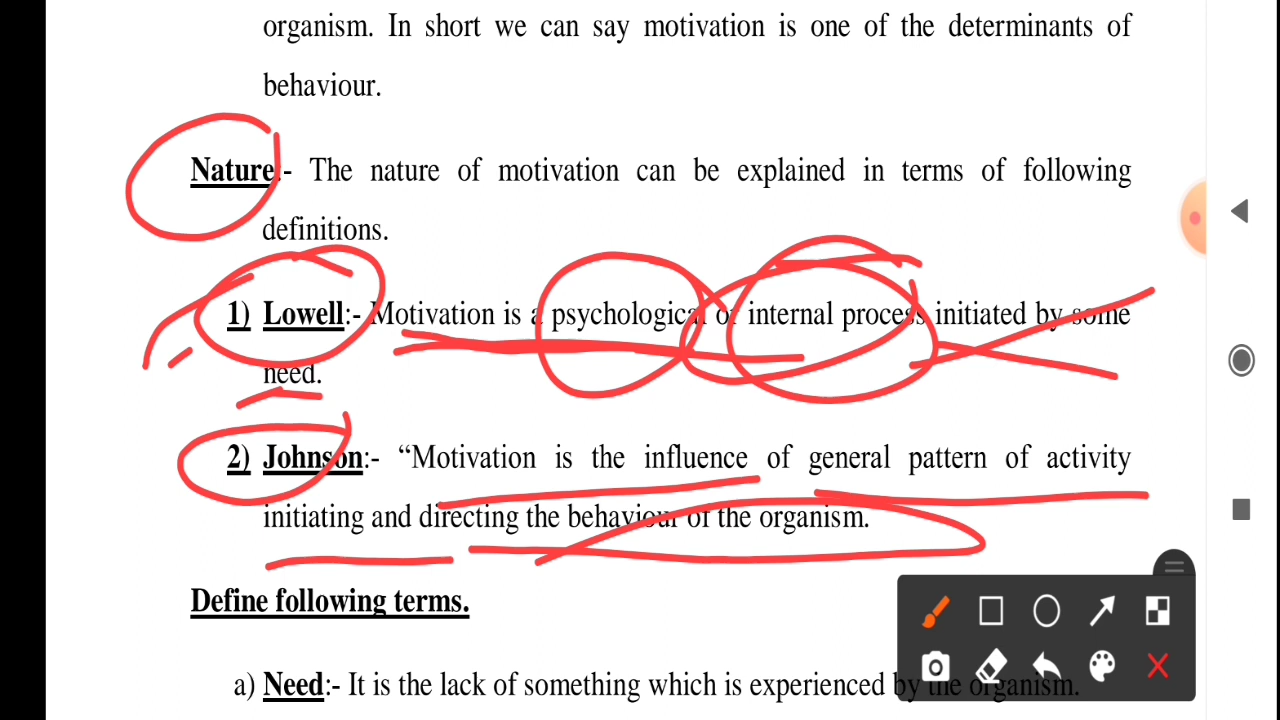 organism. In short we can say motivation is one of the determinants of
behaviour.
Nature:- The nature of motivation can be explained in terms of following
definitions.
1) Lowell:- Motivation is a psychological or internal process initiated by some
need.
2) Johnson:- “Motivation is the influence of general pattern of activity
initiating and directing the behaviour of the organism.
Define following terms.
a) Need:- It is the lack of something which is experienced by the organism.